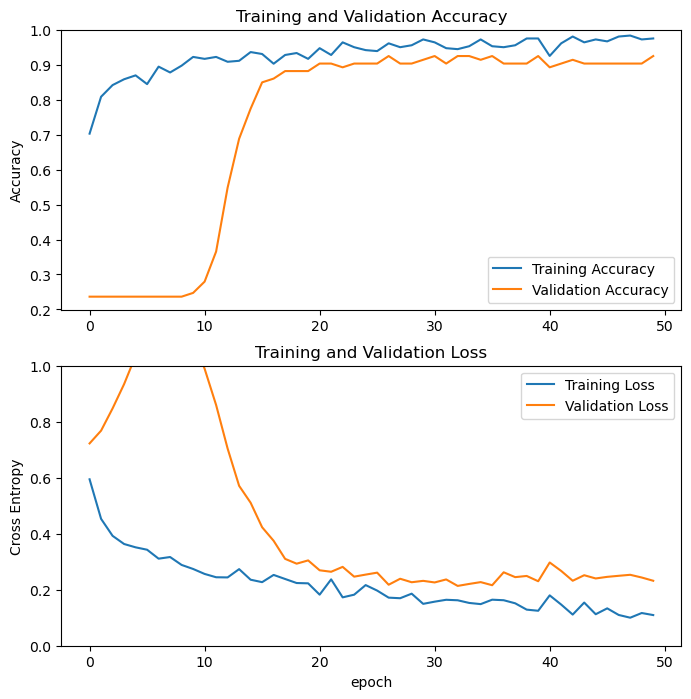 Training and Validation Accuracy
1.0
0.9
0.8
0.7
0.6
0.5
0.4
0.3
0.2
Accuracy
Training Accuracy
Validation Accuracy
0 10 20 30 40 50
Training and Validation Loss
1.0
0.8
0.6
0.4
0.2
0.0
Cross Entropy
Training Loss
Validation Loss
0 10 20 30 40 50
epoch